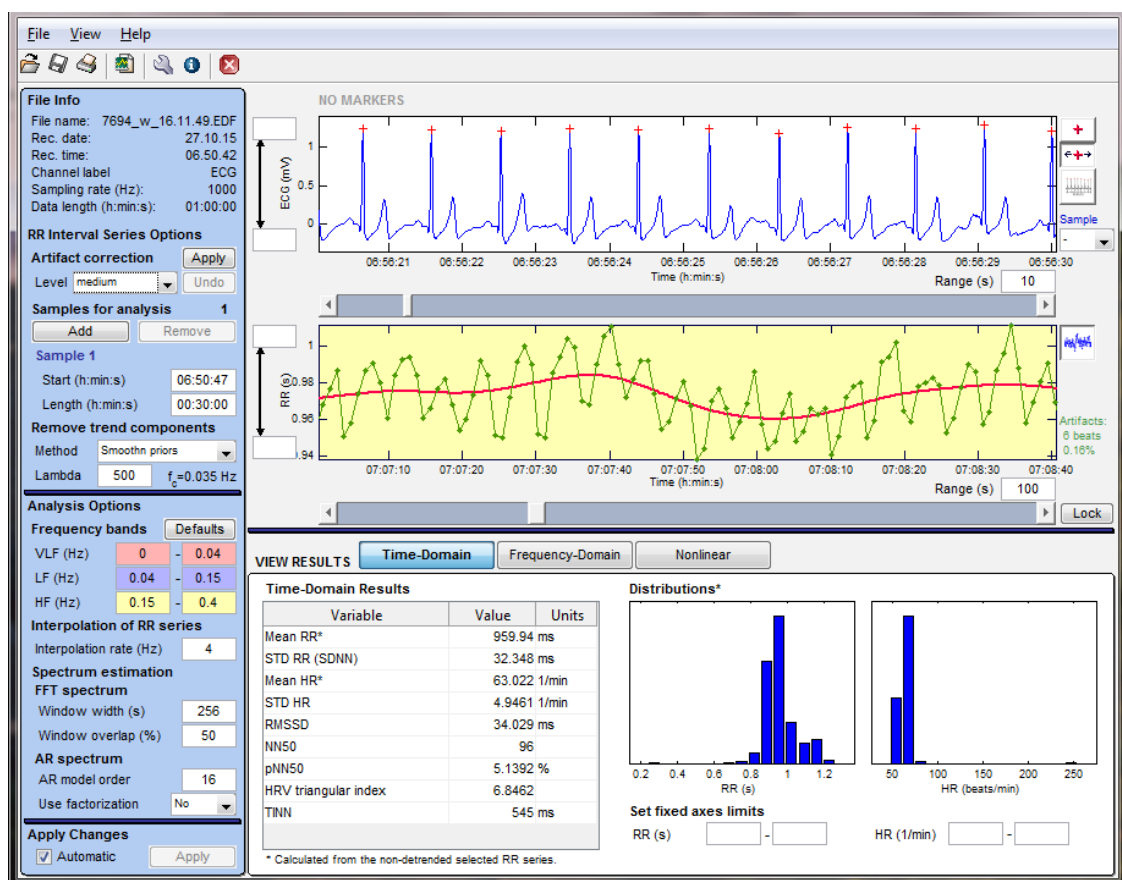 File View Help
File Info
File name: 7694_w_16.11.49.EDF
Rec. date: 27.10.15
Rec. time: 06.50.42
Channel label ECG
Sampling rate (Hz): 1000
Data length (h:min:s): 01:00:00
RR Interval Series Options
Artifact correction Apply
Level medium Undo
Samples for analysis 1
Add Remove
Sample 1
Start (h:min:s) 06:50:47
Length (h:min:s) 00:30:00
Remove trend components
Method Smoothn priors
Lambda 500 fc=0.035 Hz
Analysis Options
Frequency bands Defaults
VLF (Hz) 0 - 0.04
LF (Hz) 0.04 - 0.15
HF (Hz) 0.15 - 0.4
Interpolation of RR series
Interpolation rate (Hz) 4
Spectrum estimation
FFT spectrum
Window width (s) 256
Window overlap (%) 50
AR spectrum
AR model order 16
Use factorization No
Apply Changes
Automatic Apply
NO MARKERS
ECG (mV)
1
0.5
0
06:56:21 06:56:22 06:56:23 06:56:24 06:56:25 06:56:26 06:56:27 06:56:28 06:56:29 06:56:30
Time (h:min:s)
Range (s) 10
Sample
-
RR (s)
1
0.98
0.96
0.94
07:07:10 07:07:20 07:07:30 07:07:40 07:07:50 07:08:00 07:08:10 07:08:20 07:08:30 07:08:40
Time (h:min:s)
Range (s) 100
Artifacts:
6 beats
0.16%
Lock
VIEW RESULTS Time-Domain Frequency-Domain Nonlinear
Time-Domain Results
Variable Value Units
Mean RR* 959.94 ms
STD RR (SDNN) 32.348 ms
Mean HR* 63.022 1/min
STD HR 4.9461 1/min
RMSSD 34.029 ms
NN50 96
pNN50 5.1392 %
HRV triangular index 6.8462
TINN 545 ms
* Calculated from the non-detrended selected RR series.
Distributions*
0.2 0.4 0.6 0.8 1 1.2
RR (s)
50 100 150 200 250
HR (beats/min)
Set fixed axes limits
RR (s) - HR (1/min) -